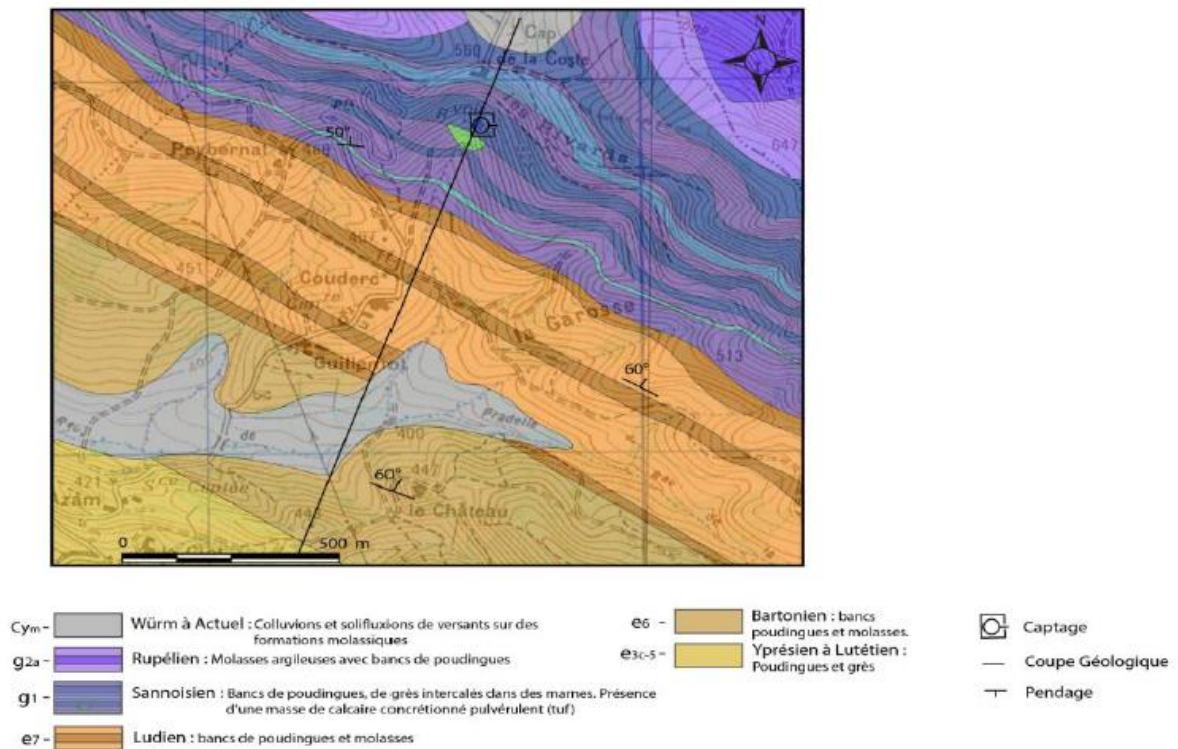 N
Cap
de la Coste
560
50°
Peybernat
647
451
Couderc
la Garosse
513
Guillemot
60°
400
Pradelle
de
421
60°
447
le Château
Azam
0 500 m
Cym - Würm à Actuel : Colluvions et solifluxions de versants sur des
formations molassiques
g2a - Rupélien : Molasses argileuses avec bancs de poudingues
g1 - Sannoisien : Bancs de poudingues, de grès intercalés dans des marnes. Présence
d'une masse de calcaire concrétionné pulvérulent (tuf)
e7 - Ludien : bancs de poudingues et molasses
e6 - Bartonien : bancs
poudingues et molasses.
e3c-5 - Yprésien à Lutétien :
Poudingues et grès
Captage
Coupe Géologique
Pendage